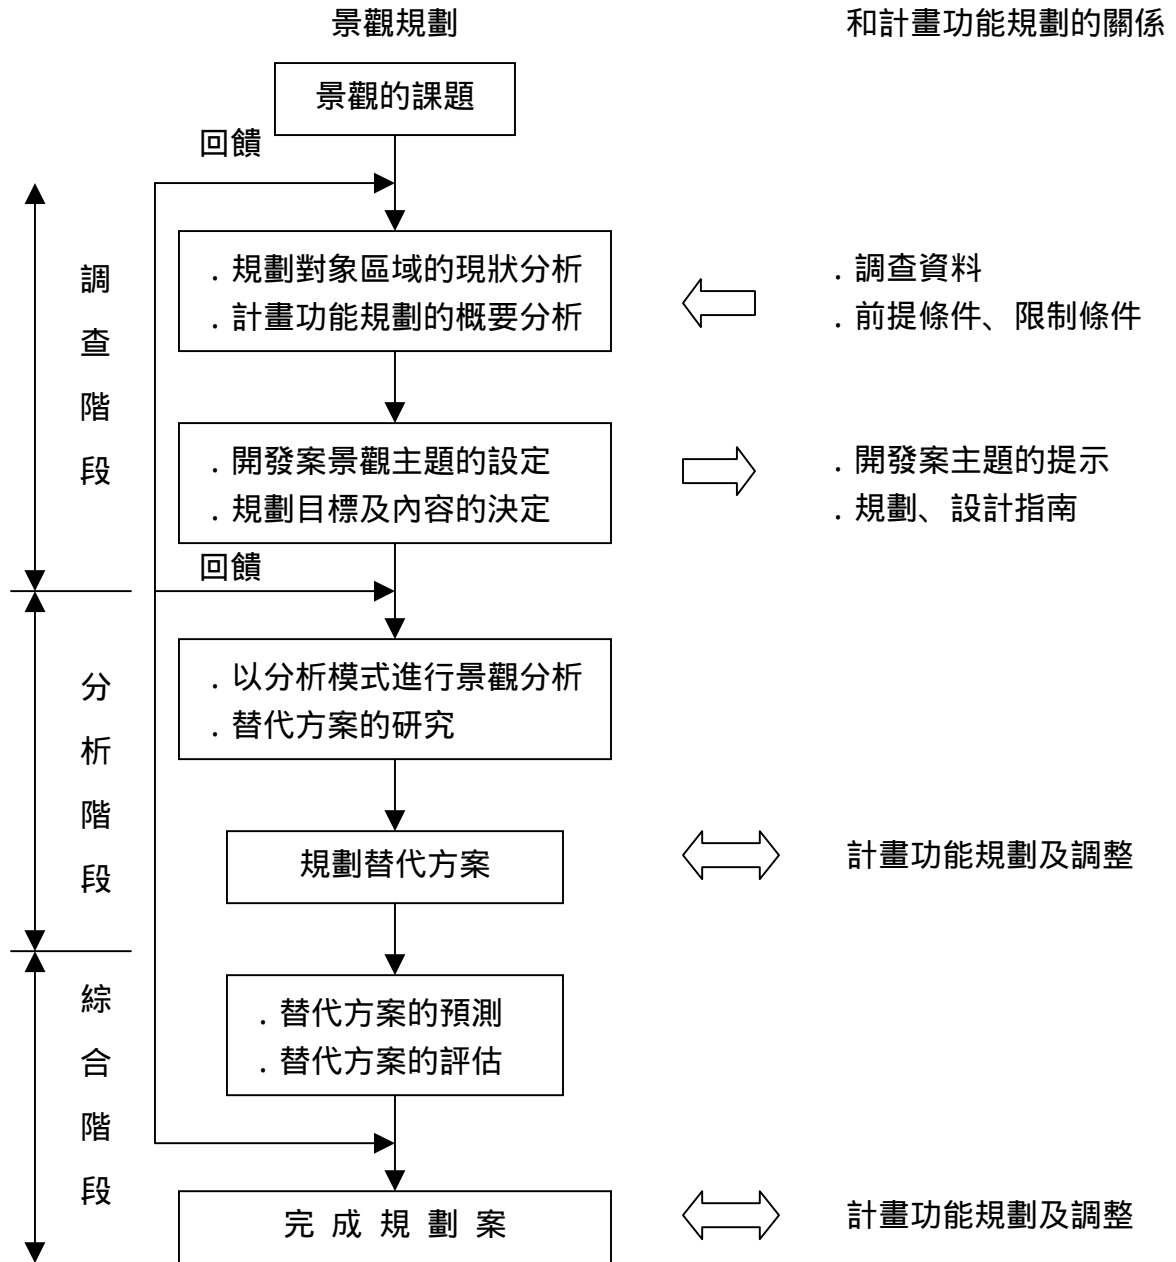 景觀規劃
和計畫功能規劃的關係
景觀的課題
回饋
調查階段
．規劃對象區域的現狀分析
．計畫功能規劃的概要分析
．調查資料
．前提條件、限制條件
．開發案景觀主題的設定
．規劃目標及內容的決定
．開發案主題的提示
．規劃、設計指南
回饋
分析階段
．以分析模式進行景觀分析
．替代方案的研究
規劃替代方案
計畫功能規劃及調整
綜合階段
．替代方案的預測
．替代方案的評估
完 成 規 劃 案
計畫功能規劃及調整